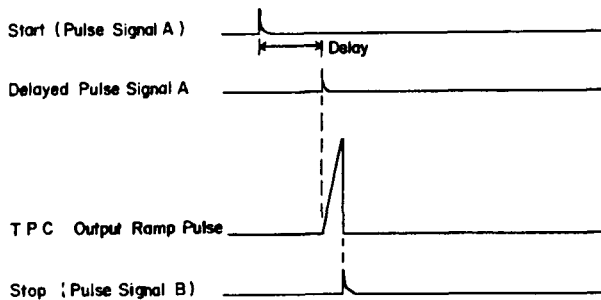 Start (Pulse Signal A)
Delay
Delayed Pulse Signal A
T P C Output Ramp Pulse
Stop (Pulse Signal B)